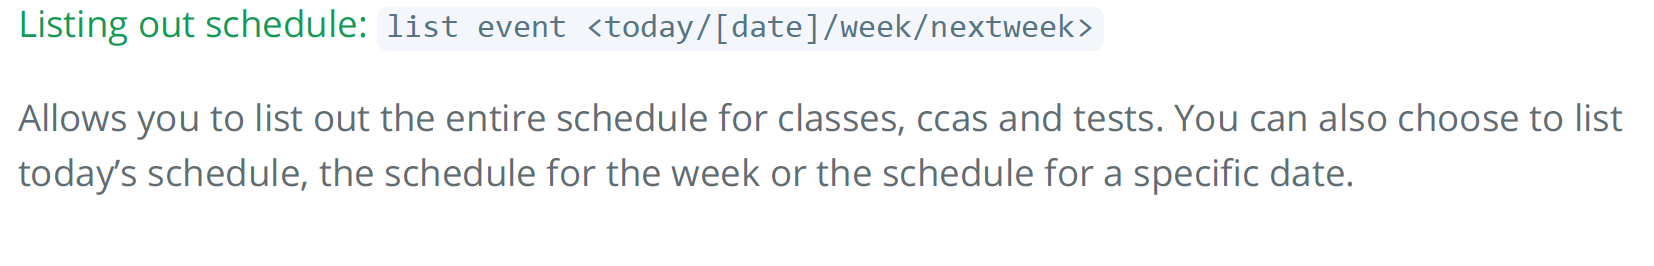 Listing out schedule: list event <today/[date]/week/nextweek>
Allows you to list out the entire schedule for classes, ccas and tests. You can also choose to list
today’s schedule, the schedule for the week or the schedule for a specific date.